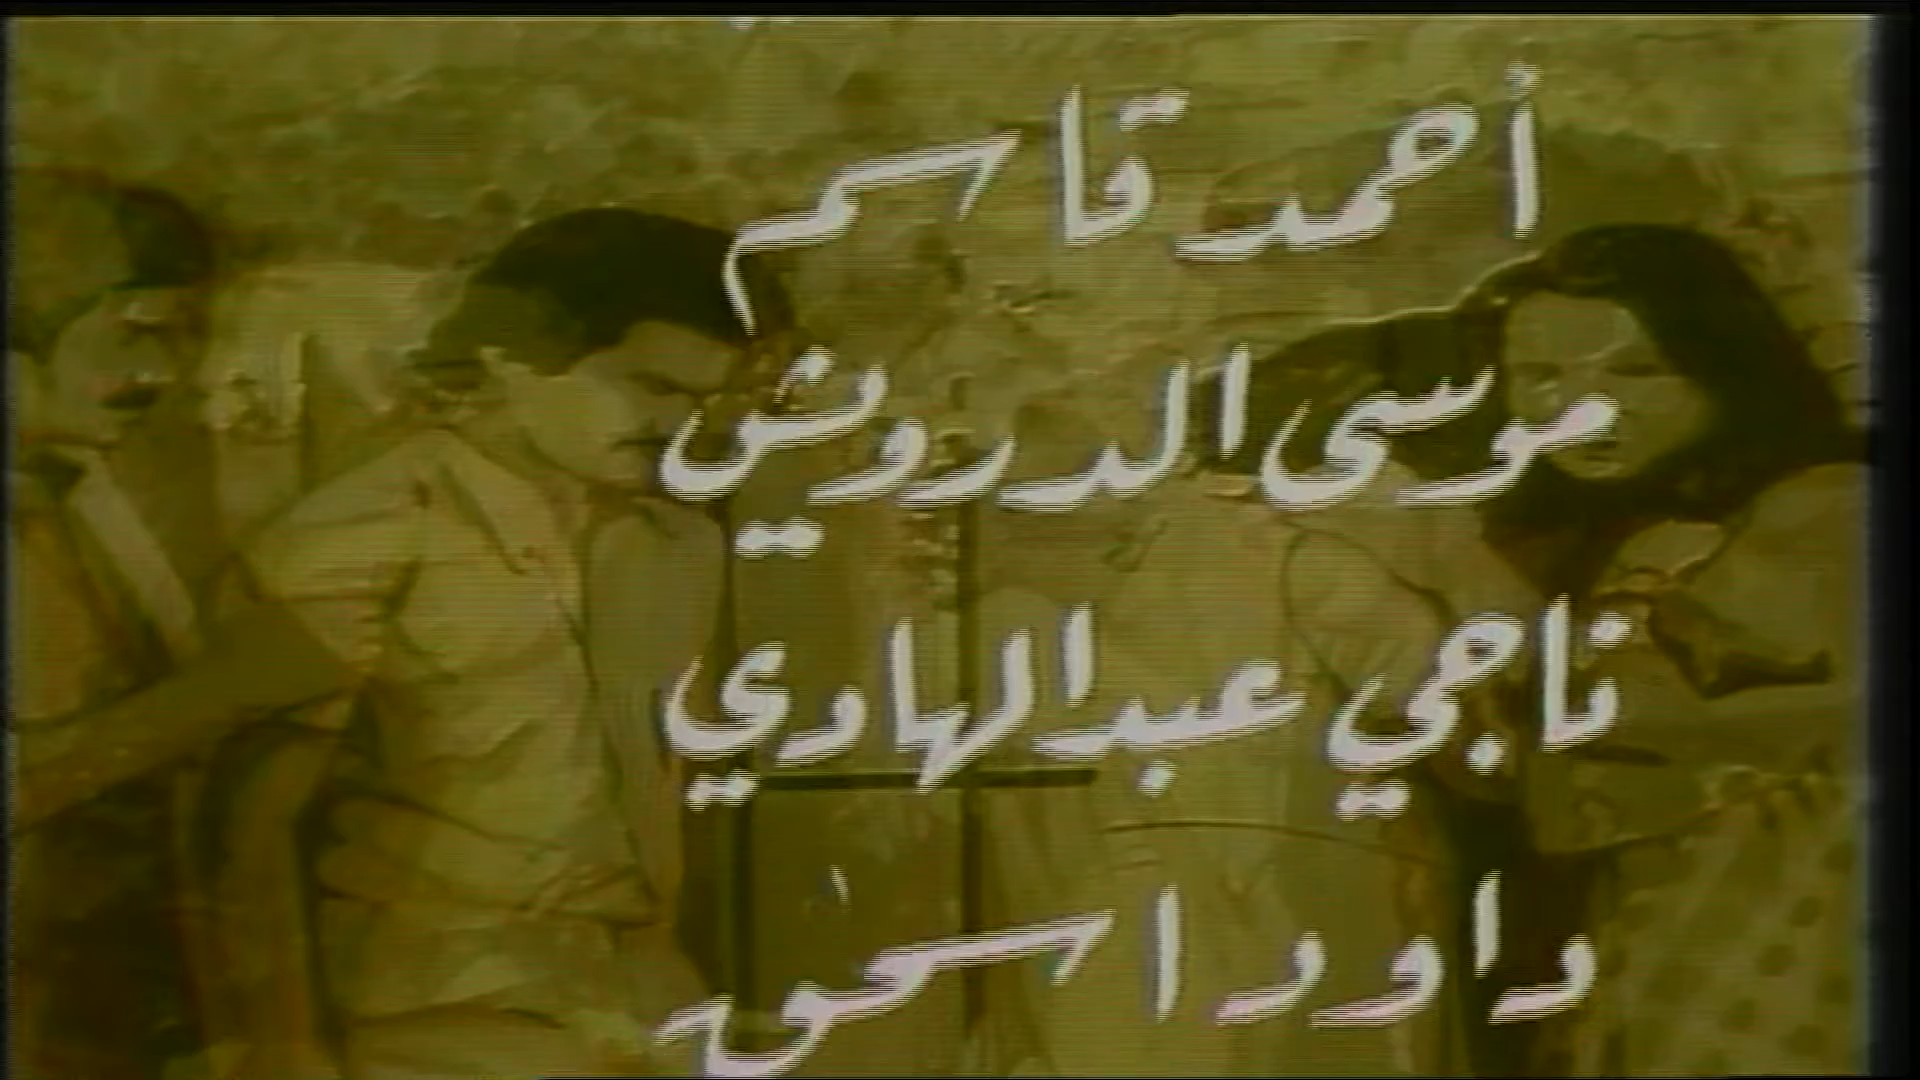 أحمد قاسم
موسى الدرويش
ناجي عبدالهادي
داود اسحق